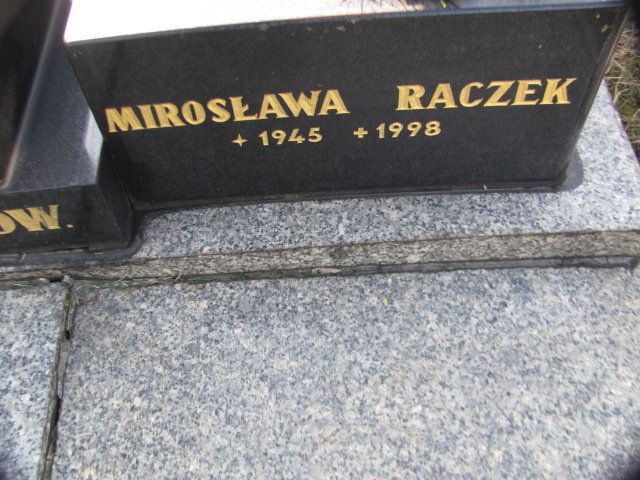 MIROSŁAWA RACZEK
✦ 1945 + 1998
OW.